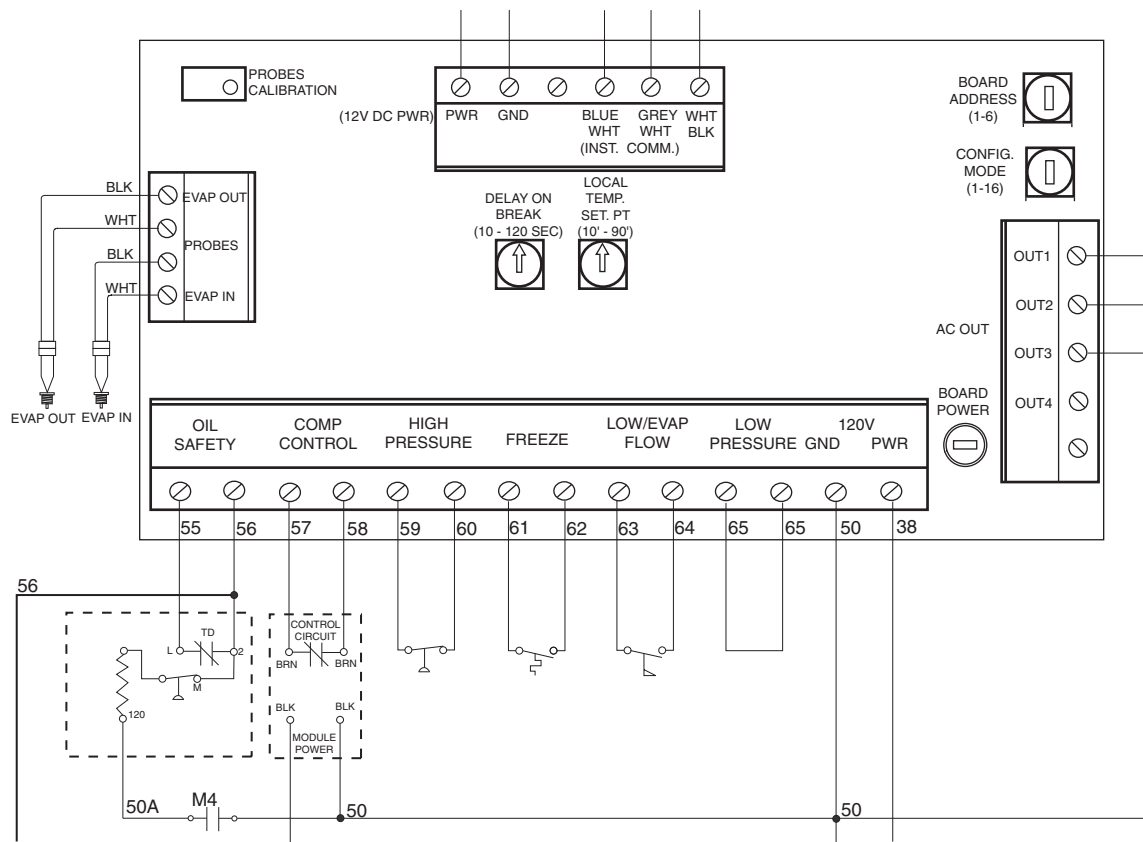 PROBES
CALIBRATION
(12V DC PWR)
PWR
GND
BLUE
WHT
(INST.
GREY
WHT
COMM.)
WHT
BLK
BOARD
ADDRESS
(1-6)
CONFIG.
MODE
(1-16)
DELAY ON
BREAK
(10 - 120 SEC)
LOCAL
TEMP.
SET. PT
(10' - 90')
BLK
WHT
BLK
WHT
EVAP OUT
PROBES
EVAP IN
EVAP OUT
EVAP IN
OUT1
OUT2
OUT3
OUT4
AC OUT
BOARD
POWER
OIL
SAFETY
COMP
CONTROL
HIGH
PRESSURE
FREEZE
LOW/EVAP
FLOW
LOW
PRESSURE
120V
GND
PWR
55
56
57
58
59
60
61
62
63
64
65
65
50
38
56
TD
L
2
M
120
CONTROL
CIRCUIT
BRN
BRN
BLK
BLK
MODULE
POWER
50A
M4
50
50